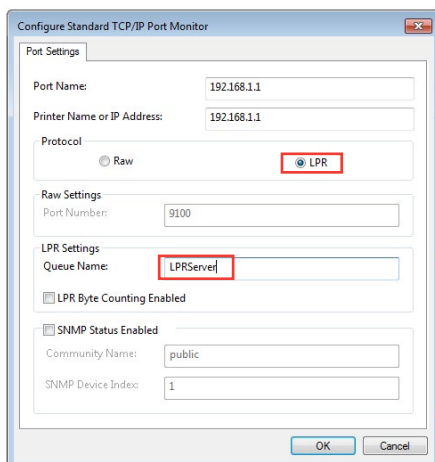 Configure Standard TCP/IP Port Monitor
Port Settings
Port Name: 192.168.1.1
Printer Name or IP Address: 192.168.1.1
Protocol
Raw LPR
Raw Settings
Port Number: 9100
LPR Settings
Queue Name: LPRServer
LPR Byte Counting Enabled
SNMP Status Enabled
Community Name: public
SNMP Device Index: 1
OK Cancel